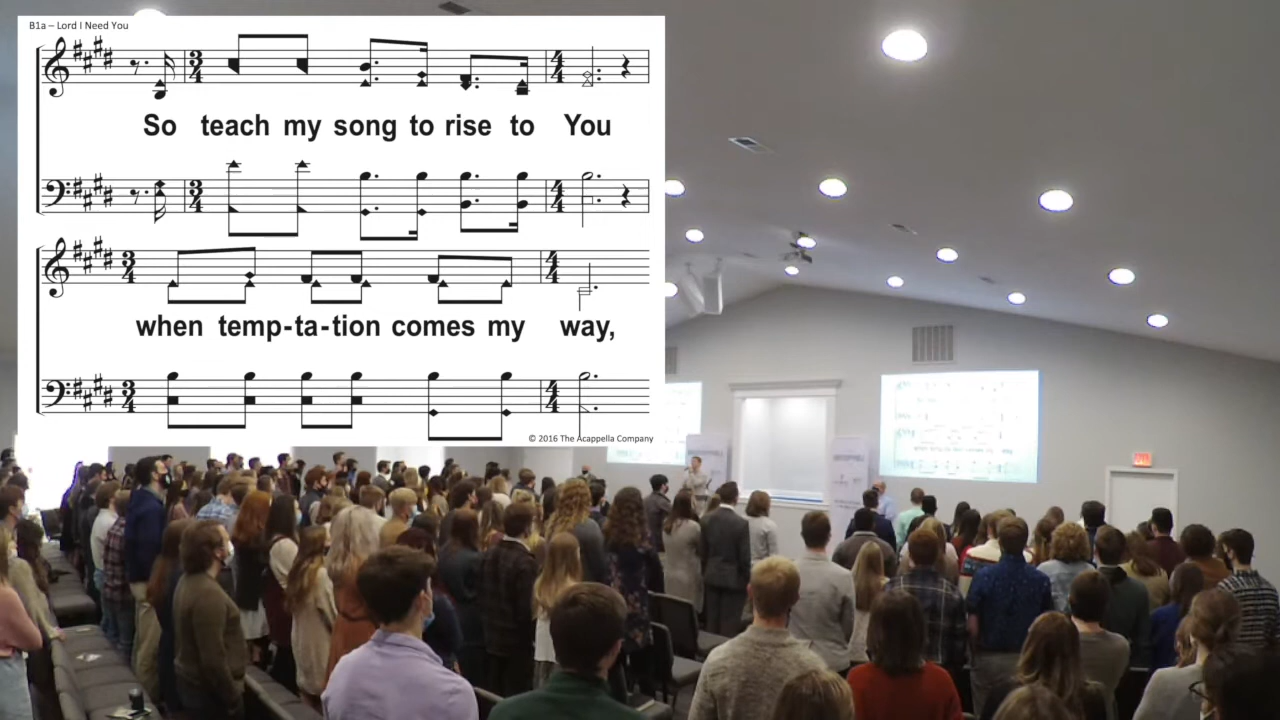 B1a – Lord I Need You
So teach my song to rise to You
when temp-ta-tion comes my way,
© 2016 The Acappella Company